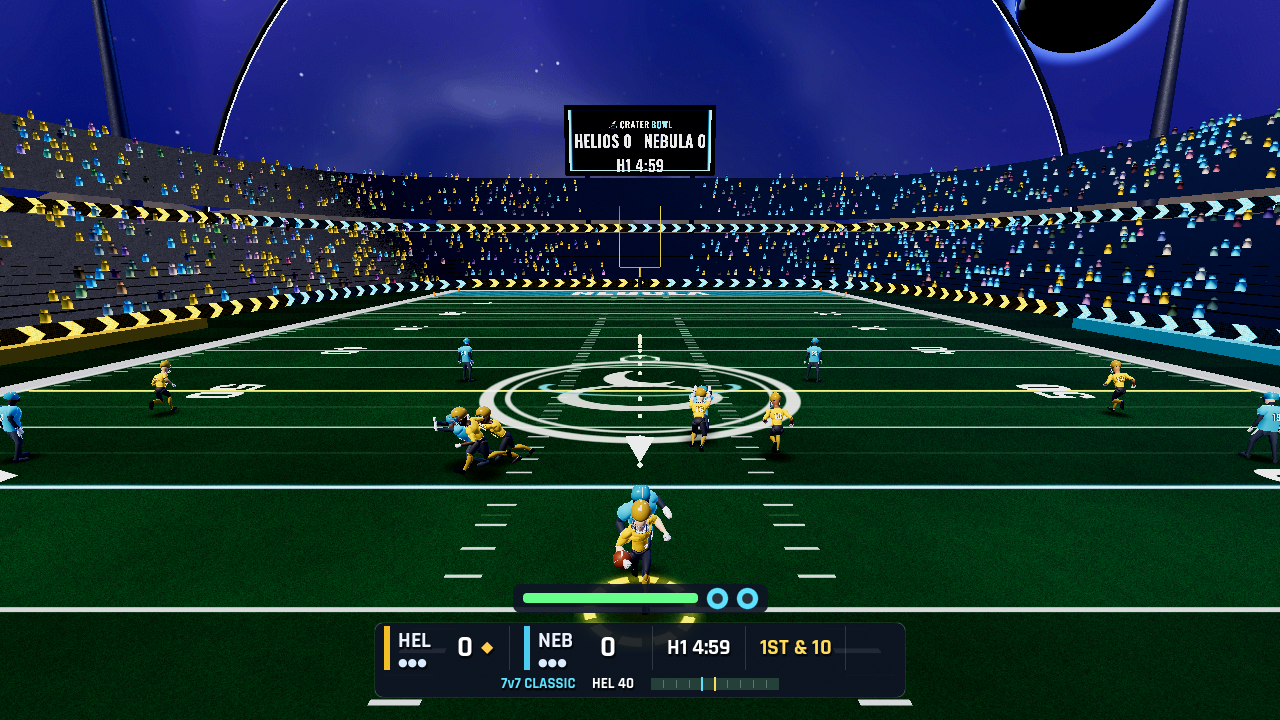 CRATER BOWL
HELIOS 0 NEBULA 0
H1 4:59
NEBULA
HEL 0 NEB 0 H1 4:59 1ST & 10
7v7 CLASSIC HEL 40